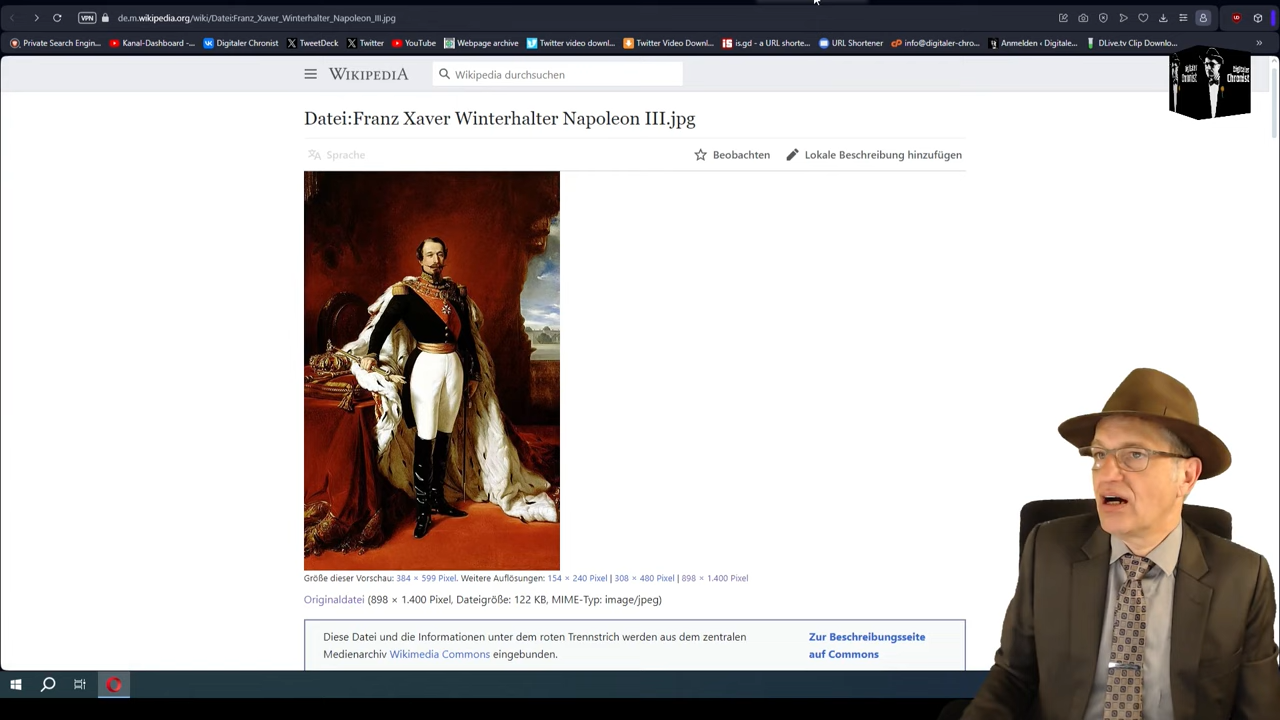 VPN
de.m.wikipedia.org/wiki/Datei:Franz_Xaver_Winterhalter_Napoleon_III.jpg
Private Search Engin...
Kanal-Dashboard -...
Digitaler Chronist
TweetDeck
Twitter
YouTube
Webpage archive
Twitter video downl...
Twitter Video Downl...
is.gd - a URL shorte...
URL Shortener
info@digitaler-chro...
Anmelden ‹ Digitale...
DLive.tv Clip Downlo...
WIKIPEDIA
Wikipedia durchsuchen
Digitaler Chronist
Datei:Franz Xaver Winterhalter Napoleon III.jpg
Sprache
Beobachten
Lokale Beschreibung hinzufügen
Größe dieser Vorschau: 384 × 599 Pixel. Weitere Auflösungen: 154 × 240 Pixel | 308 × 480 Pixel | 898 × 1.400 Pixel
Originaldatei (898 × 1.400 Pixel, Dateigröße: 122 KB, MIME-Typ: image/jpeg)
Diese Datei und die Informationen unter dem roten Trennstrich werden aus dem zentralen
Medienarchiv Wikimedia Commons eingebunden.
Zur Beschreibungsseite
auf Commons